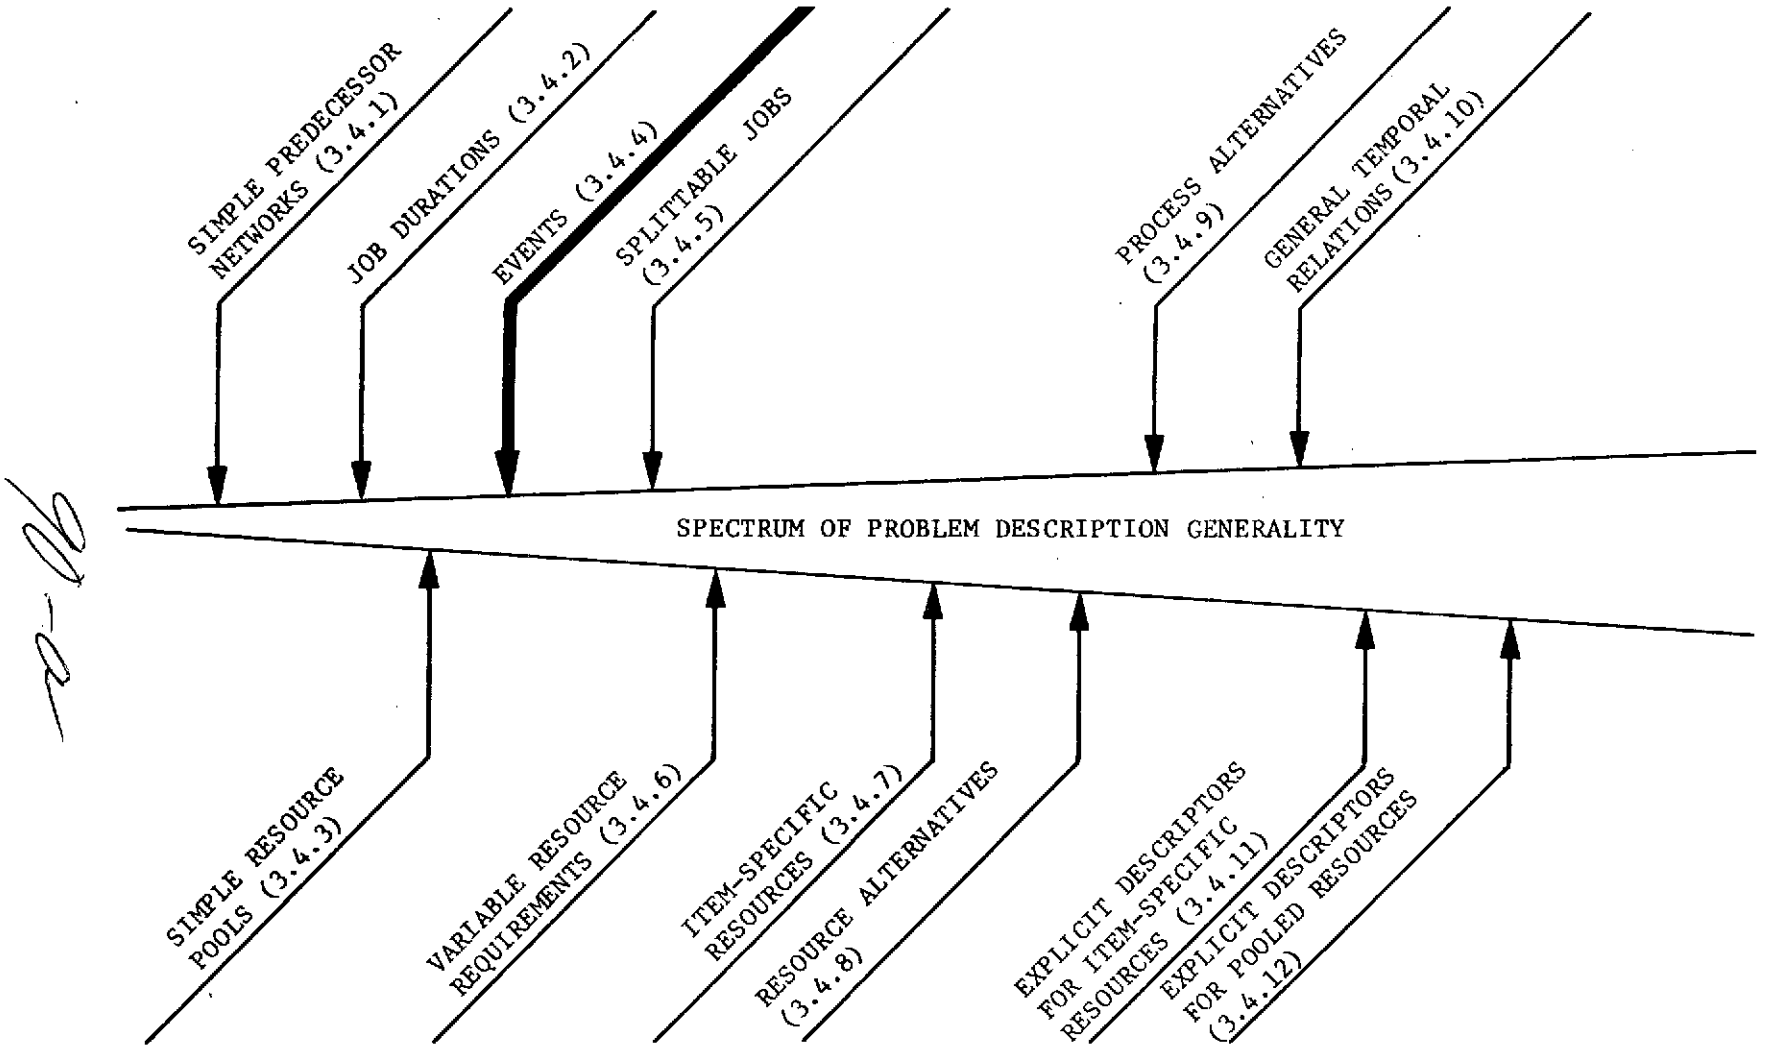 SIMPLE PREDECESSOR
NETWORKS (3.4.1)
JOB DURATIONS (3.4.2)
EVENTS (3.4.4)
SPLITTABLE JOBS
(3.4.5)
PROCESS ALTERNATIVES
(3.4.9)
GENERAL TEMPORAL
RELATIONS (3.4.10)
SPECTRUM OF PROBLEM DESCRIPTION GENERALITY
SIMPLE RESOURCE
POOLS (3.4.3)
VARIABLE RESOURCE
REQUIREMENTS (3.4.6)
ITEM-SPECIFIC
RESOURCES (3.4.7)
RESOURCE ALTERNATIVES
(3.4.8)
EXPLICIT DESCRIPTORS
FOR ITEM-SPECIFIC
RESOURCES (3.4.11)
EXPLICIT DESCRIPTORS
FOR POOLED RESOURCES
(3.4.12)